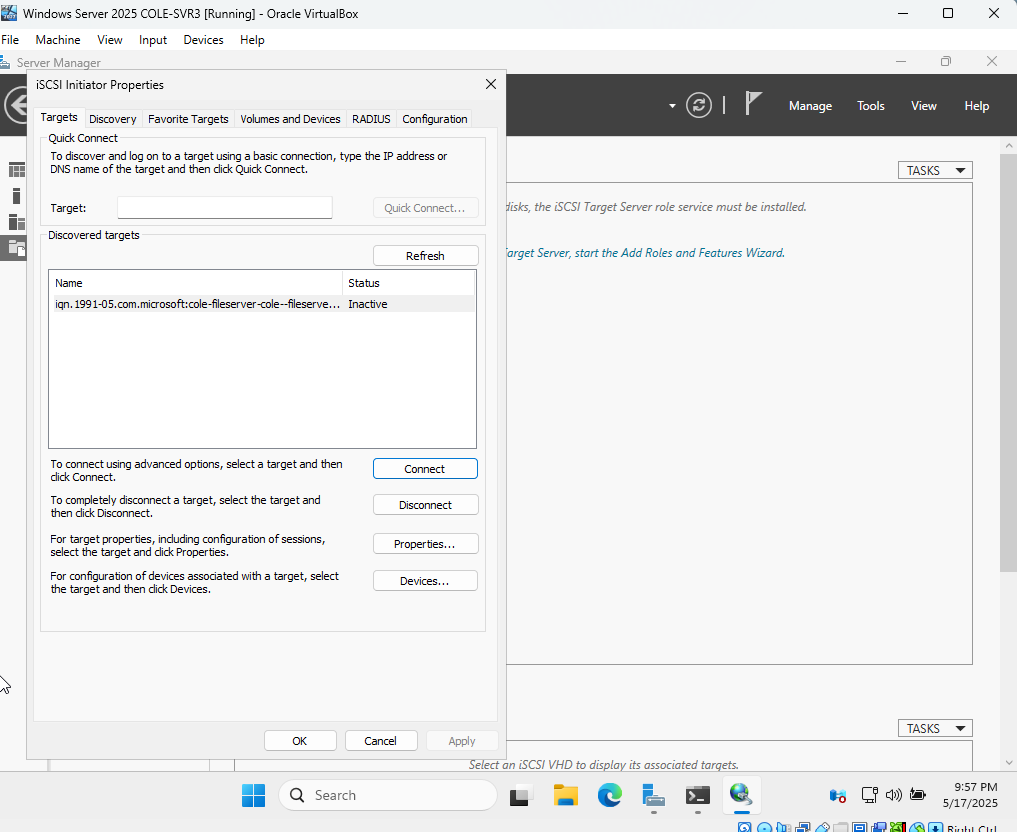 Windows Server 2025 COLE-SVR3 [Running] - Oracle VirtualBox
File Machine View Input Devices Help
Server Manager
iSCSI Initiator Properties
Manage Tools View Help
Targets Discovery Favorite Targets Volumes and Devices RADIUS Configuration
Quick Connect
To discover and log on to a target using a basic connection, type the IP address or
DNS name of the target and then click Quick Connect.
TASKS
Target:
Quick Connect...
disks, the iSCSI Target Server role service must be installed.
Discovered targets
Refresh
Target Server, start the Add Roles and Features Wizard.
Name Status
iqn.1991-05.com.microsoft:cole-fileserver-cole--fileserve... Inactive
To connect using advanced options, select a target and then
click Connect.
Connect
To completely disconnect a target, select the target and
then click Disconnect.
Disconnect
For target properties, including configuration of sessions,
select the target and click Properties.
Properties...
For configuration of devices associated with a target, select
the target and then click Devices.
Devices...
OK Cancel Apply
TASKS
Select an iSCSI VHD to display its associated targets.
Search
9:57 PM
5/17/2025
Right Ctrl